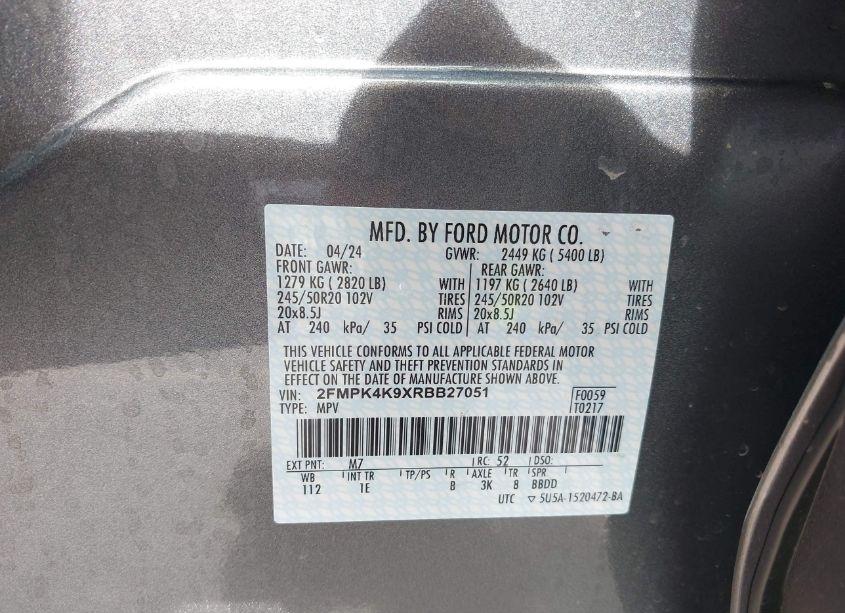 MFD. BY FORD MOTOR CO.
DATE: 04/24 GVWR: 2449 KG ( 5400 LB)
FRONT GAWR: REAR GAWR:
1279 KG ( 2820 LB) WITH 1197 KG ( 2640 LB) WITH
245/50R20 102V TIRES 245/50R20 102V TIRES
20x8.5J RIMS 20x8.5J RIMS
AT 240 kPa/ 35 PSI COLD AT 240 kPa/ 35 PSI COLD
THIS VEHICLE CONFORMS TO ALL APPLICABLE FEDERAL MOTOR
VEHICLE SAFETY AND THEFT PREVENTION STANDARDS IN
EFFECT ON THE DATE OF MANUFACTURE SHOWN ABOVE.
VIN: 2FMPK4K9XRBB27051 F0059
TYPE: MPV T0217
EXT PNT: M7 RC: 52 DSO:
WB INT TR TP/PS R AXLE TR SPR
112 1E B 3K 8 BBDD
UTC ▽ 5U5A-1520472-BA